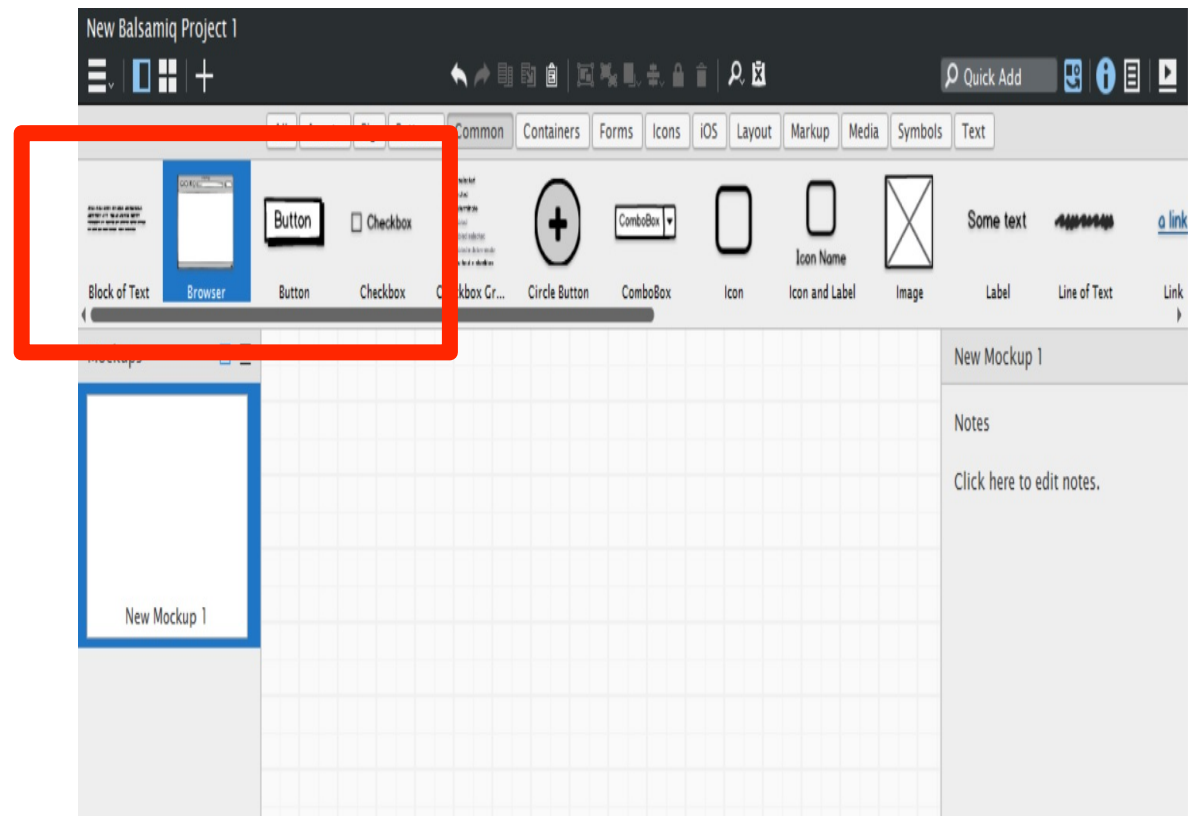 New Balsamiq Project 1
Quick Add
Common Containers Forms Icons iOS Layout Markup Media Symbols Text
Button Checkbox ComboBox Icon Name Some text a link
Block of Text Browser Button Checkbox Gr... Circle Button ComboBox Icon Icon and Label Image Label Line of Text Link
New Mockup 1
Notes
Click here to edit notes.
New Mockup 1